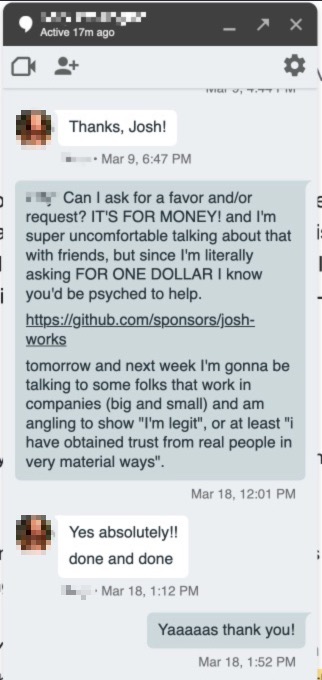 Active 17m ago
Mar 9, 4:44 PM
Thanks, Josh!
• Mar 9, 6:47 PM
Can I ask for a favor and/or
request? IT'S FOR MONEY! and I'm
super uncomfortable talking about that
with friends, but since I'm literally
asking FOR ONE DOLLAR I know
you'd be psyched to help.
https://github.com/sponsors/josh-
works
tomorrow and next week I'm gonna be
talking to some folks that work in
companies (big and small) and am
angling to show "I'm legit", or at least "i
have obtained trust from real people in
very material ways".
Mar 18, 12:01 PM
Yes absolutely!!
done and done
• Mar 18, 1:12 PM
Yaaaaas thank you!
Mar 18, 1:52 PM